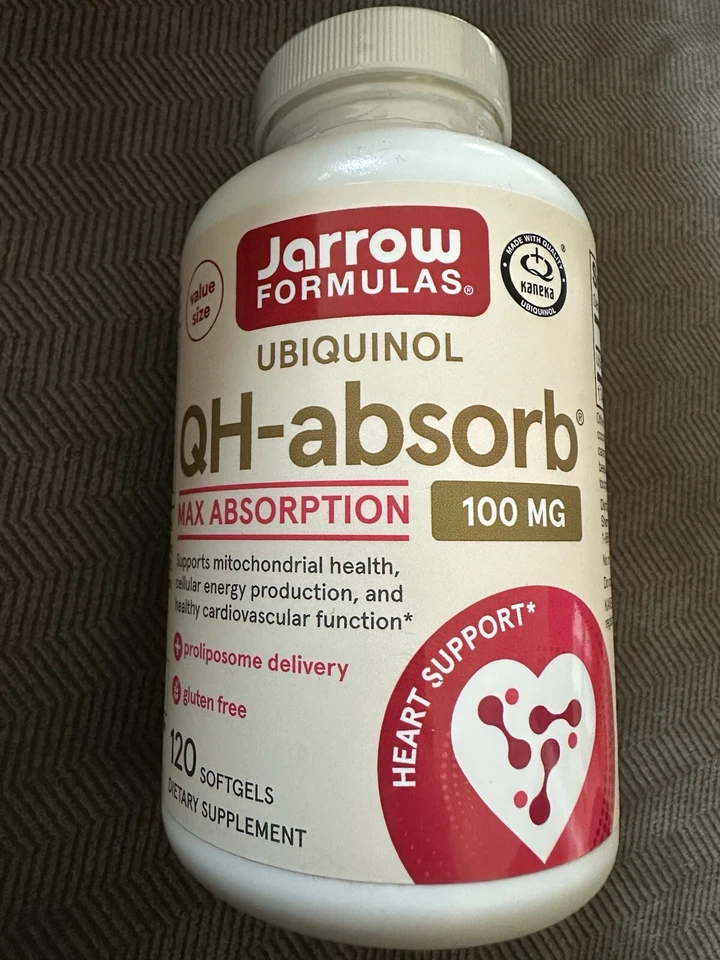 Jarrow
FORMULAS®
value
size
MADE WITH QUALITY
Kaneka
UBIQUINOL
®
UBIQUINOL
QH-absorb®
MAX ABSORPTION
100 MG
Supports mitochondrial health,
cellular energy production, and
healthy cardiovascular function*
+ proliposome delivery
gluten free
HEART SUPPORT*
120 SOFTGELS
DIETARY SUPPLEMENT